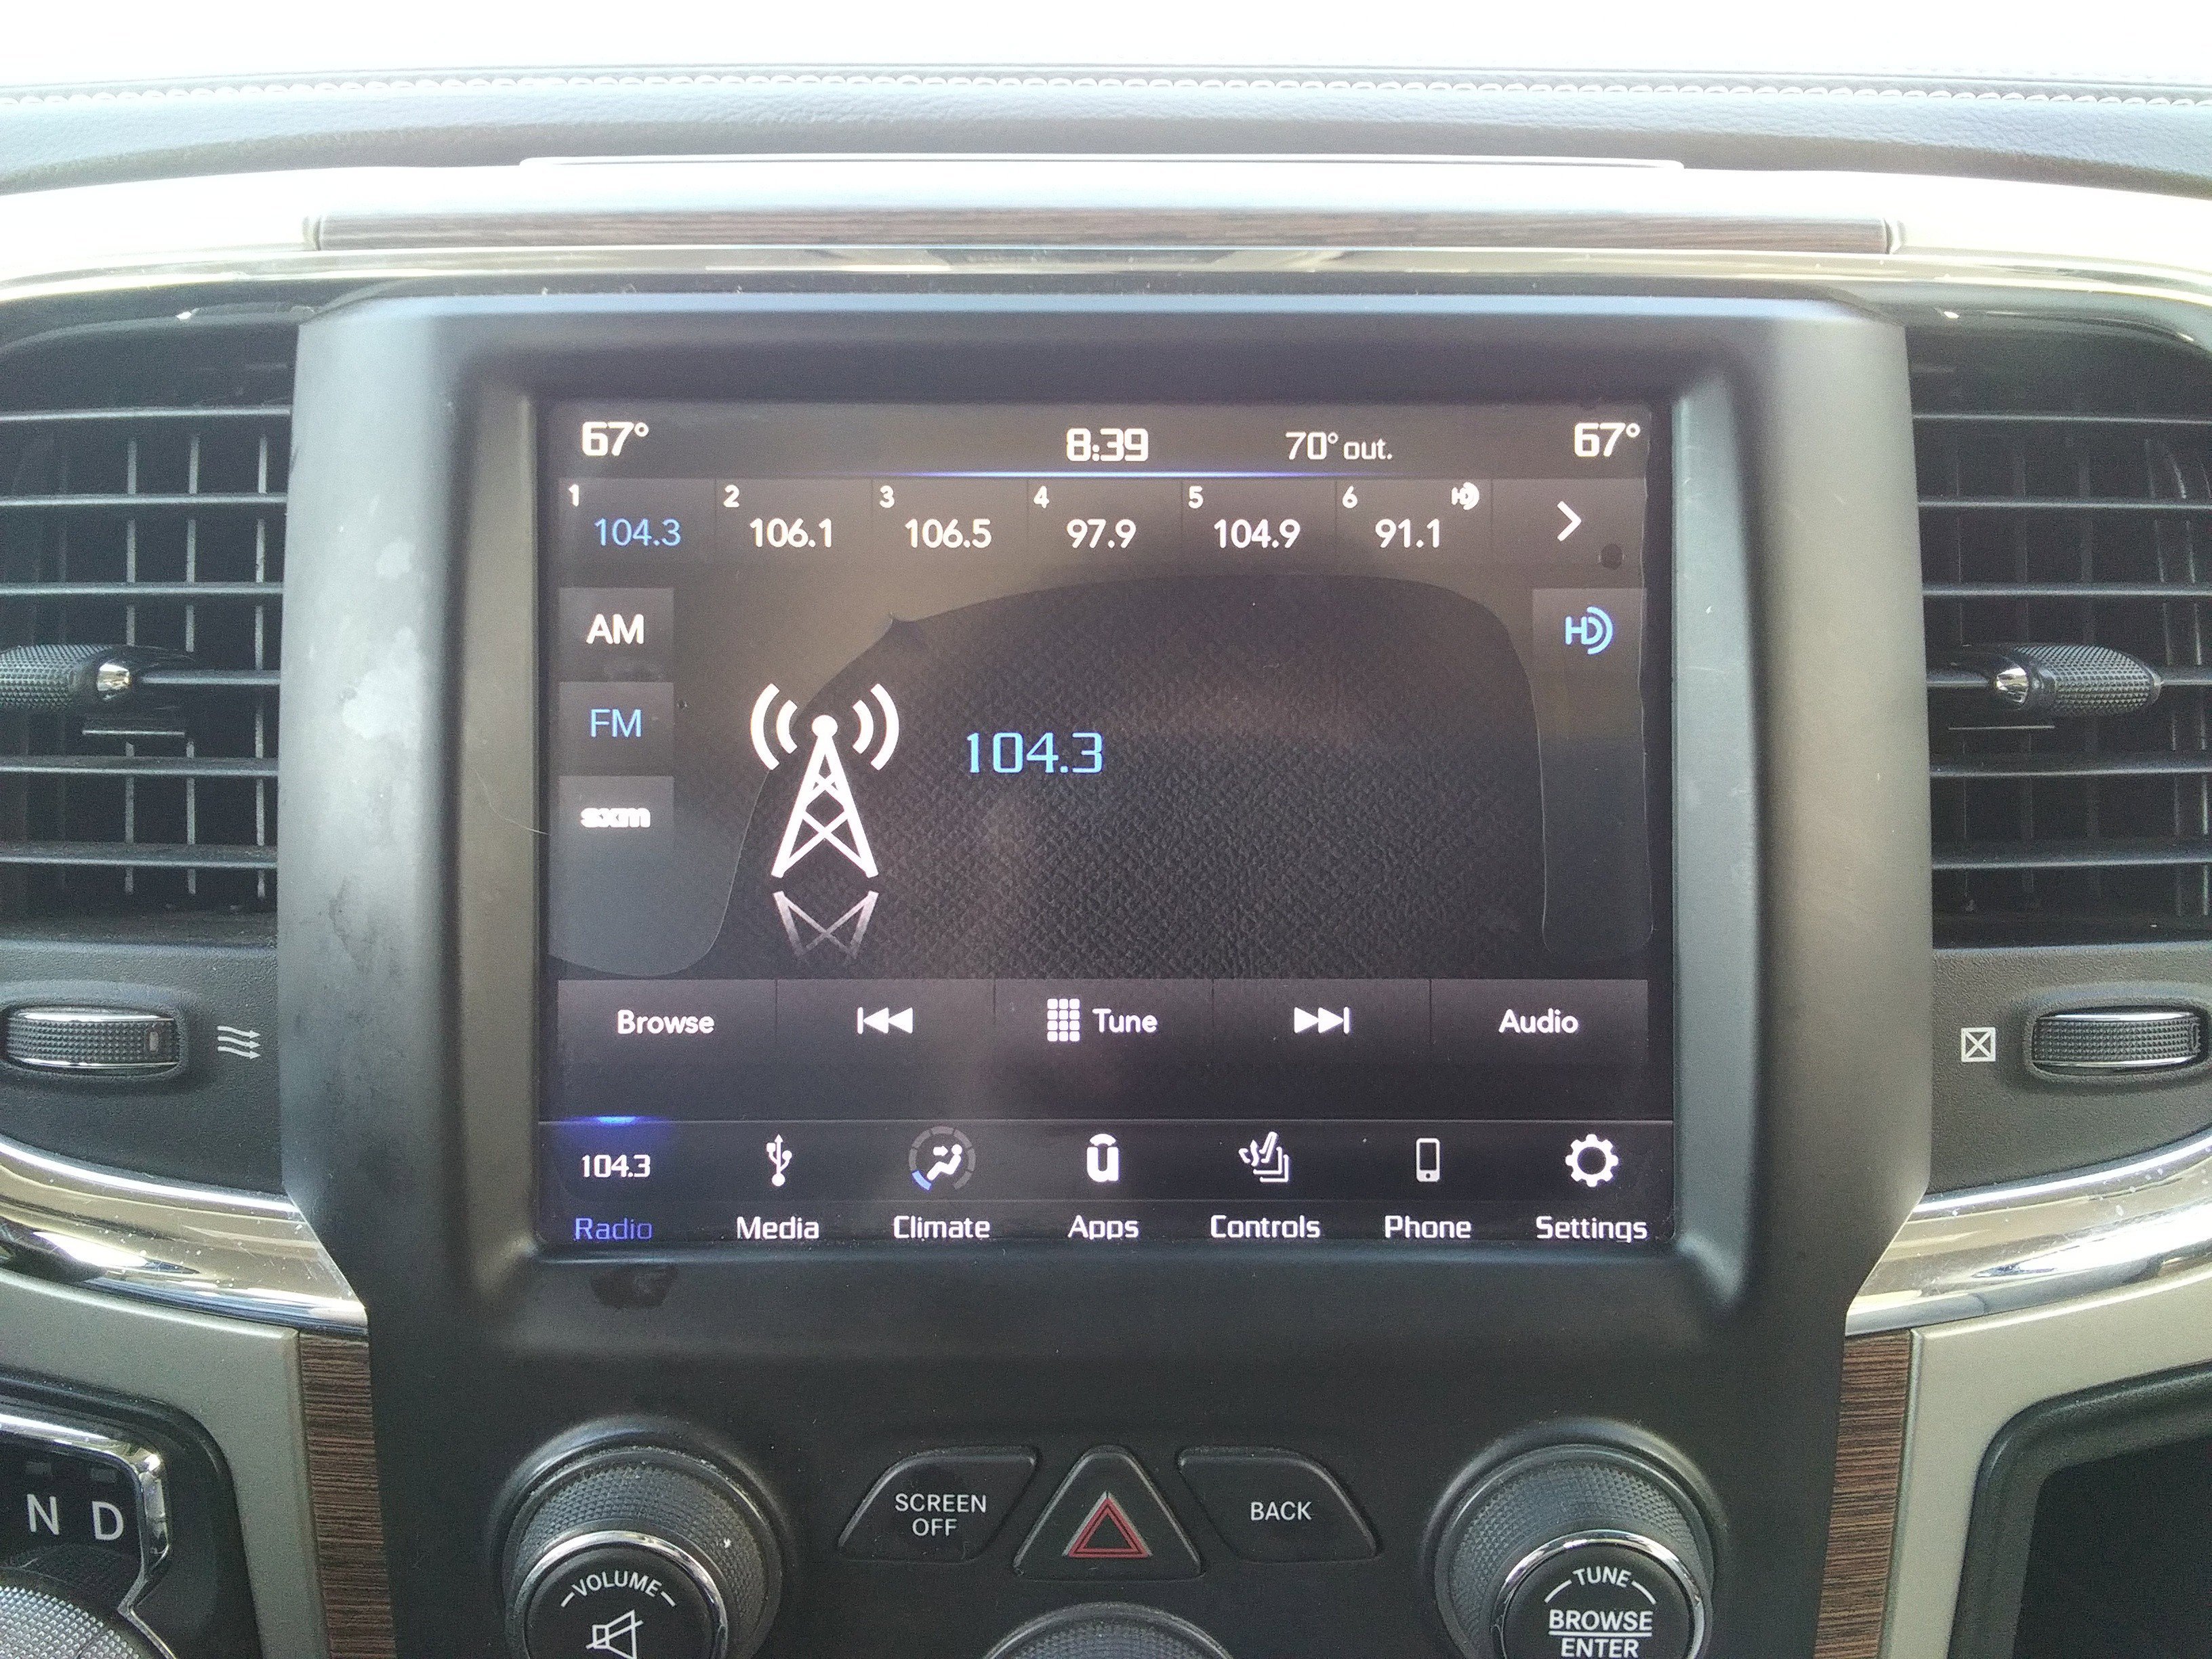 67° 8:39 70° out. 67°
1 2 3 4 5 6 HD
104.3 106.1 106.5 97.9 104.9 91.1
AM HD
FM 104.3
sxm
Browse Tune Audio
104.3 u
Radio Media Climate Apps Controls Phone Settings
SCREEN OFF
BACK
N D
VOLUME
TUNE
BROWSE
ENTER